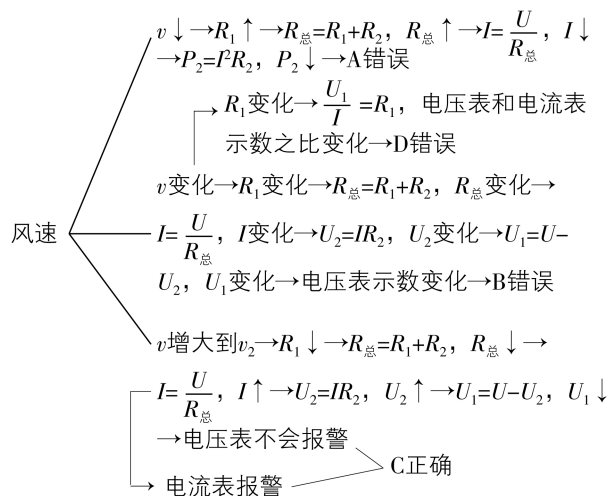 v↓→R₁↑→R总=R₁+R₂，R总↑→I=U/R总，I↓
→P₂=I²R₂，P₂↓→A错误
R₁变化→U₁/I=R₁，电压表和电流表
示数之比变化→D错误
v变化→R₁变化→R总=R₁+R₂，R总变化→
风速
I=U/R总，I变化→U₂=IR₂，U₂变化→U₁=U-
U₂，U₁变化→电压表示数变化→B错误
v增大到v₂→R₁↓→R总=R₁+R₂，R总↓→
I=U/R总，I↑→U₂=IR₂，U₂↑→U₁=U-U₂，U₁↓
→电压表不会报警
C正确
电流表报警